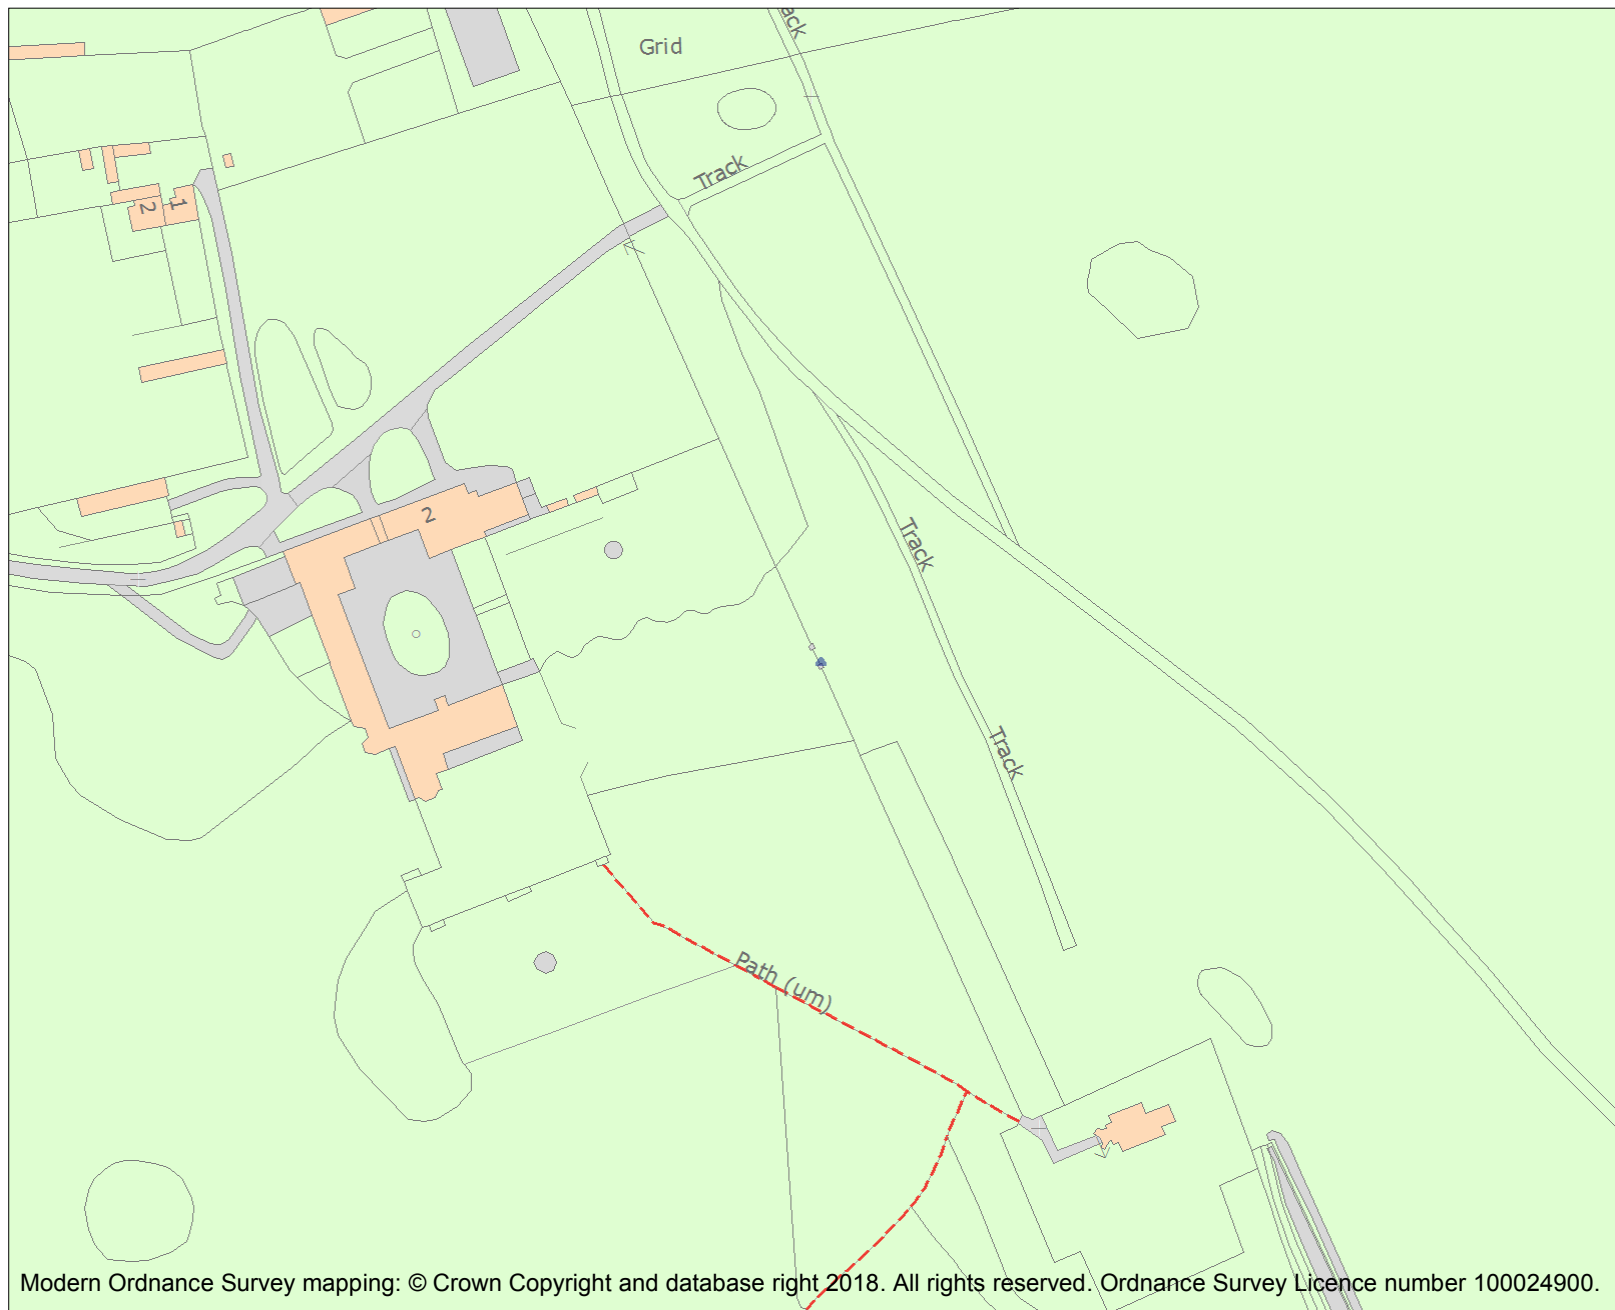 ack
Grid
Track
2
1
2
Track
Track
Path (um)
Modern Ordnance Survey mapping: © Crown Copyright and database right 2018. All rights reserved. Ordnance Survey Licence number 100024900.